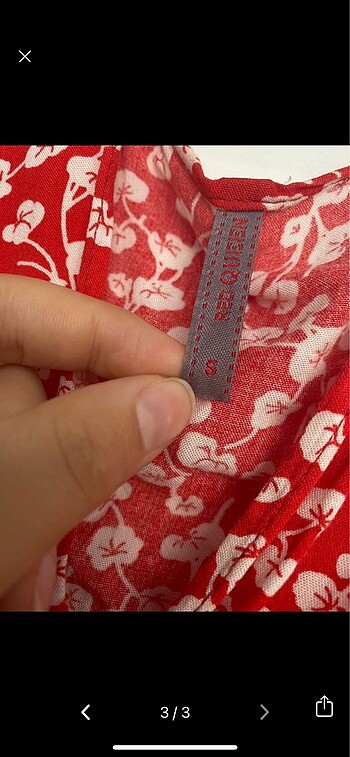 RED QUEEN
S
3/3